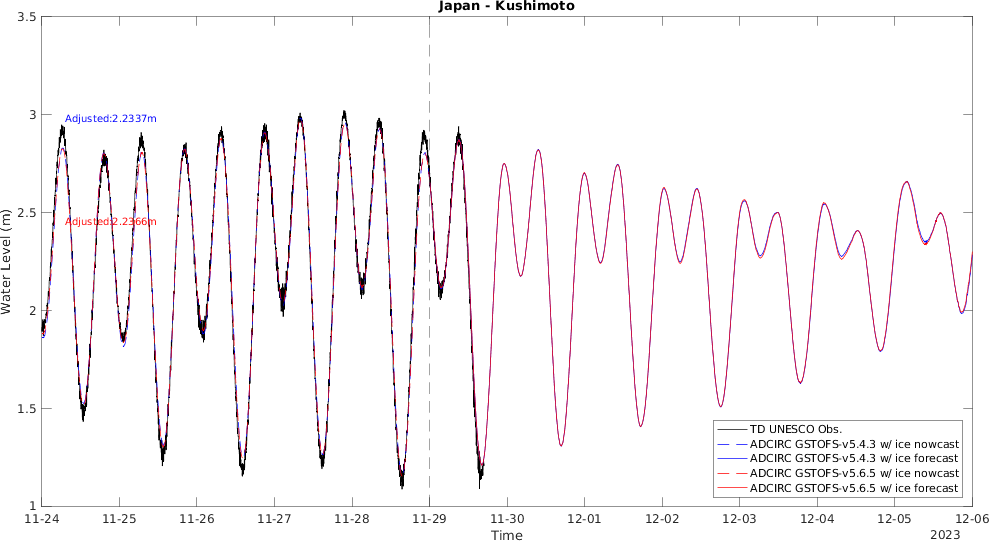 Japan - Kushimoto
3.5
3
2.5
2
1.5
1
Water Level (m)
Adjusted:2.2337m
Adjusted:2.2366m
TD UNESCO Obs.
ADCIRC GSTOFS-v5.4.3 w/ ice nowcast
ADCIRC GSTOFS-v5.4.3 w/ ice forecast
ADCIRC GSTOFS-v5.6.5 w/ ice nowcast
ADCIRC GSTOFS-v5.6.5 w/ ice forecast
11-24 11-25 11-26 11-27 11-28 11-29 11-30 12-01 12-02 12-03 12-04 12-05 12-06
Time
2023